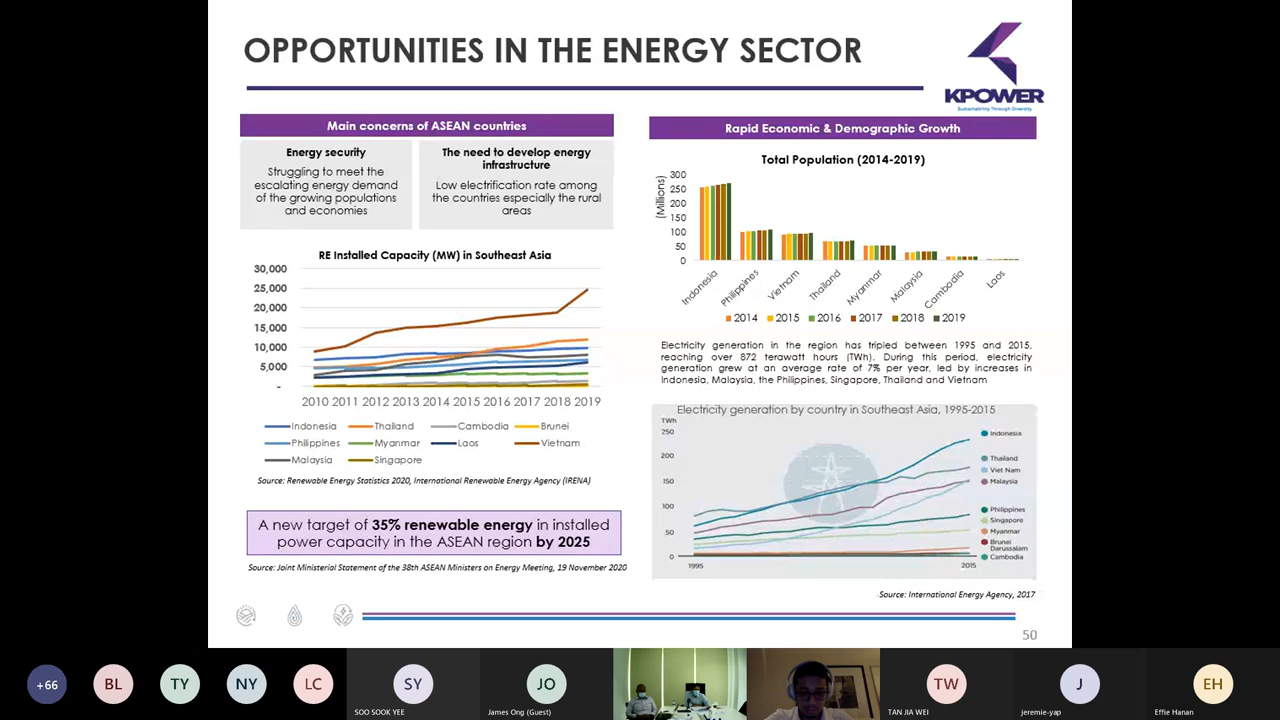 OPPORTUNITIES IN THE ENERGY SECTOR
KPOWER
Sustainability Through Diversity
Main concerns of ASEAN countries
Energy security
Struggling to meet the
escalating energy demand
of the growing populations
and economies
The need to develop energy
infrastructure
Low electrification rate among
the countries especially the rural
areas
RE Installed Capacity (MW) in Southeast Asia
30,000
25,000
20,000
15,000
10,000
5,000
-
2010 2011 2012 2013 2014 2015 2016 2017 2018 2019
Indonesia Thailand Cambodia Brunei
Philippines Myanmar Laos Vietnam
Malaysia Singapore
Source: Renewable Energy Statistics 2020, International Renewable Energy Agency (IRENA)
A new target of 35% renewable energy in installed
power capacity in the ASEAN region by 2025
Source: Joint Ministerial Statement of the 38th ASEAN Ministers on Energy Meeting, 19 November 2020
Rapid Economic & Demographic Growth
Total Population (2014-2019)
(Millions)
300
250
200
150
100
50
0
Indonesia
Philippines
Vietnam
Thailand
Myanmar
Malaysia
Cambodia
Laos
2014 2015 2016 2017 2018 2019
Electricity generation in the region has tripled between 1995 and 2015,
reaching over 872 terawatt hours (TWh). During this period, electricity
generation grew at an average rate of 7% per year, led by increases in
Indonesia, Malaysia, the Philippines, Singapore, Thailand and Vietnam
Electricity generation by country in Southeast Asia, 1995-2015
TWh
250
200
150
100
50
0
1995 2015
Indonesia
Thailand
Viet Nam
Malaysia
Philippines
Singapore
Myanmar
Brunei
Darussalam
Cambodia
Source: International Energy Agency, 2017
50
+66
BL
TY
NY
LC
SY
SOO SOOK YEE
JO
James Ong (Guest)
TW
TAN JIA WEI
J
jeremie-yap
EH
Effie Hanan